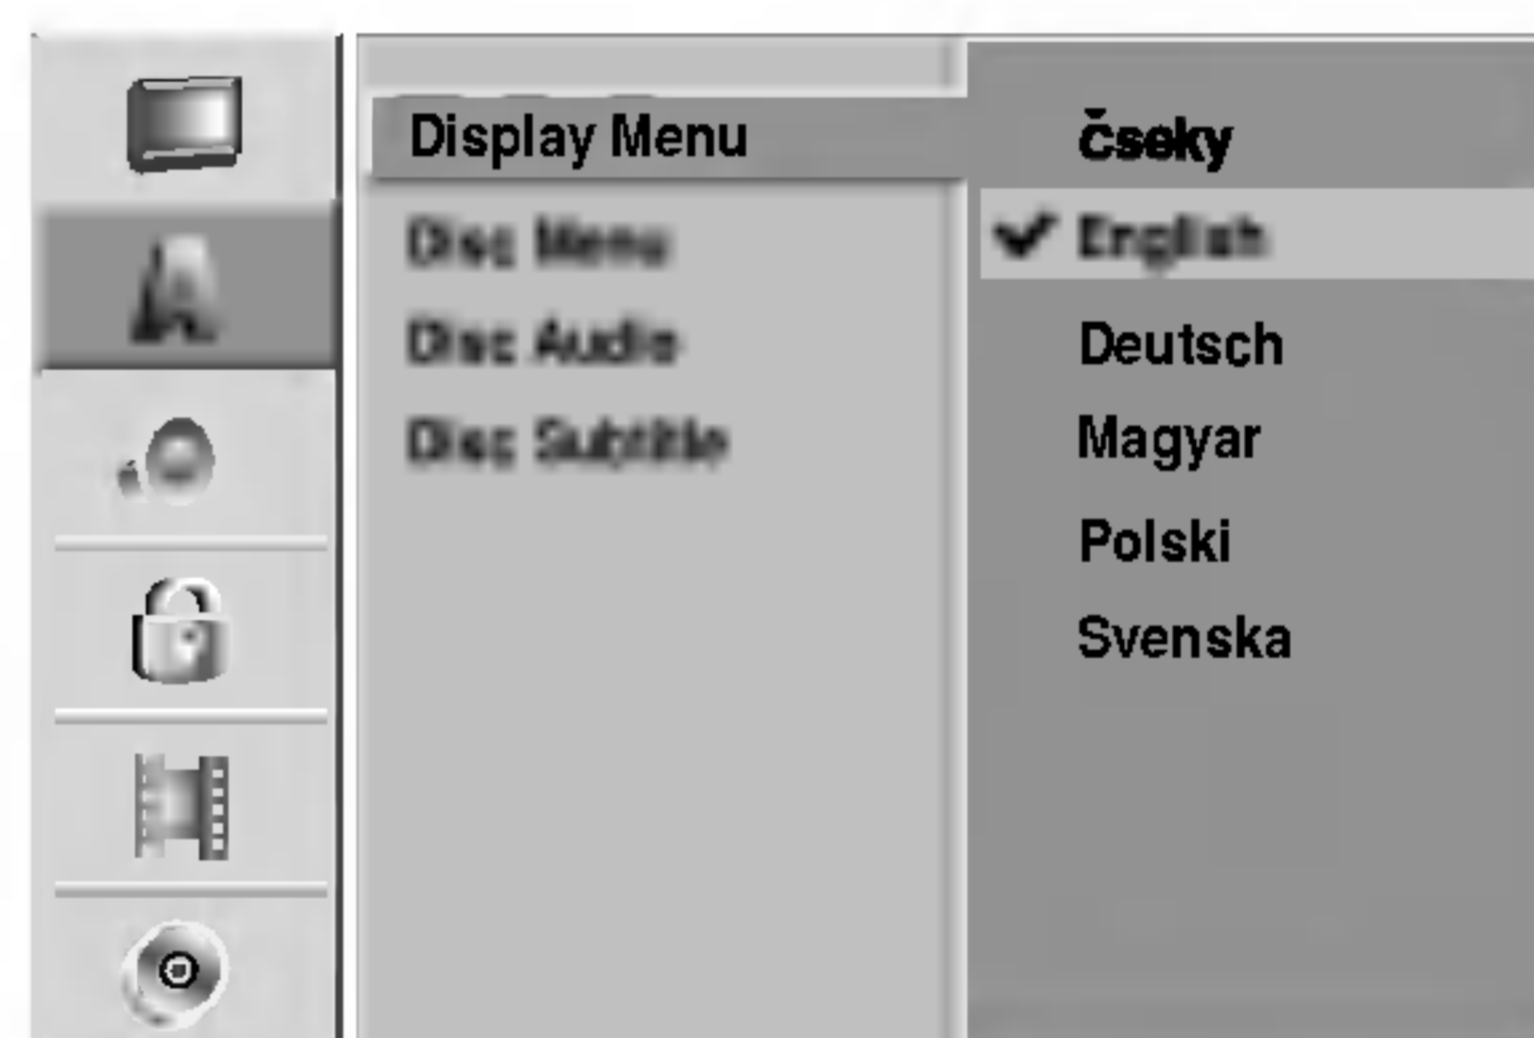 Display Menu
Disc Menu
Disc Audio
Disc Subtitle
čseky
English
Deutsch
Magyar
Polski
Svenska